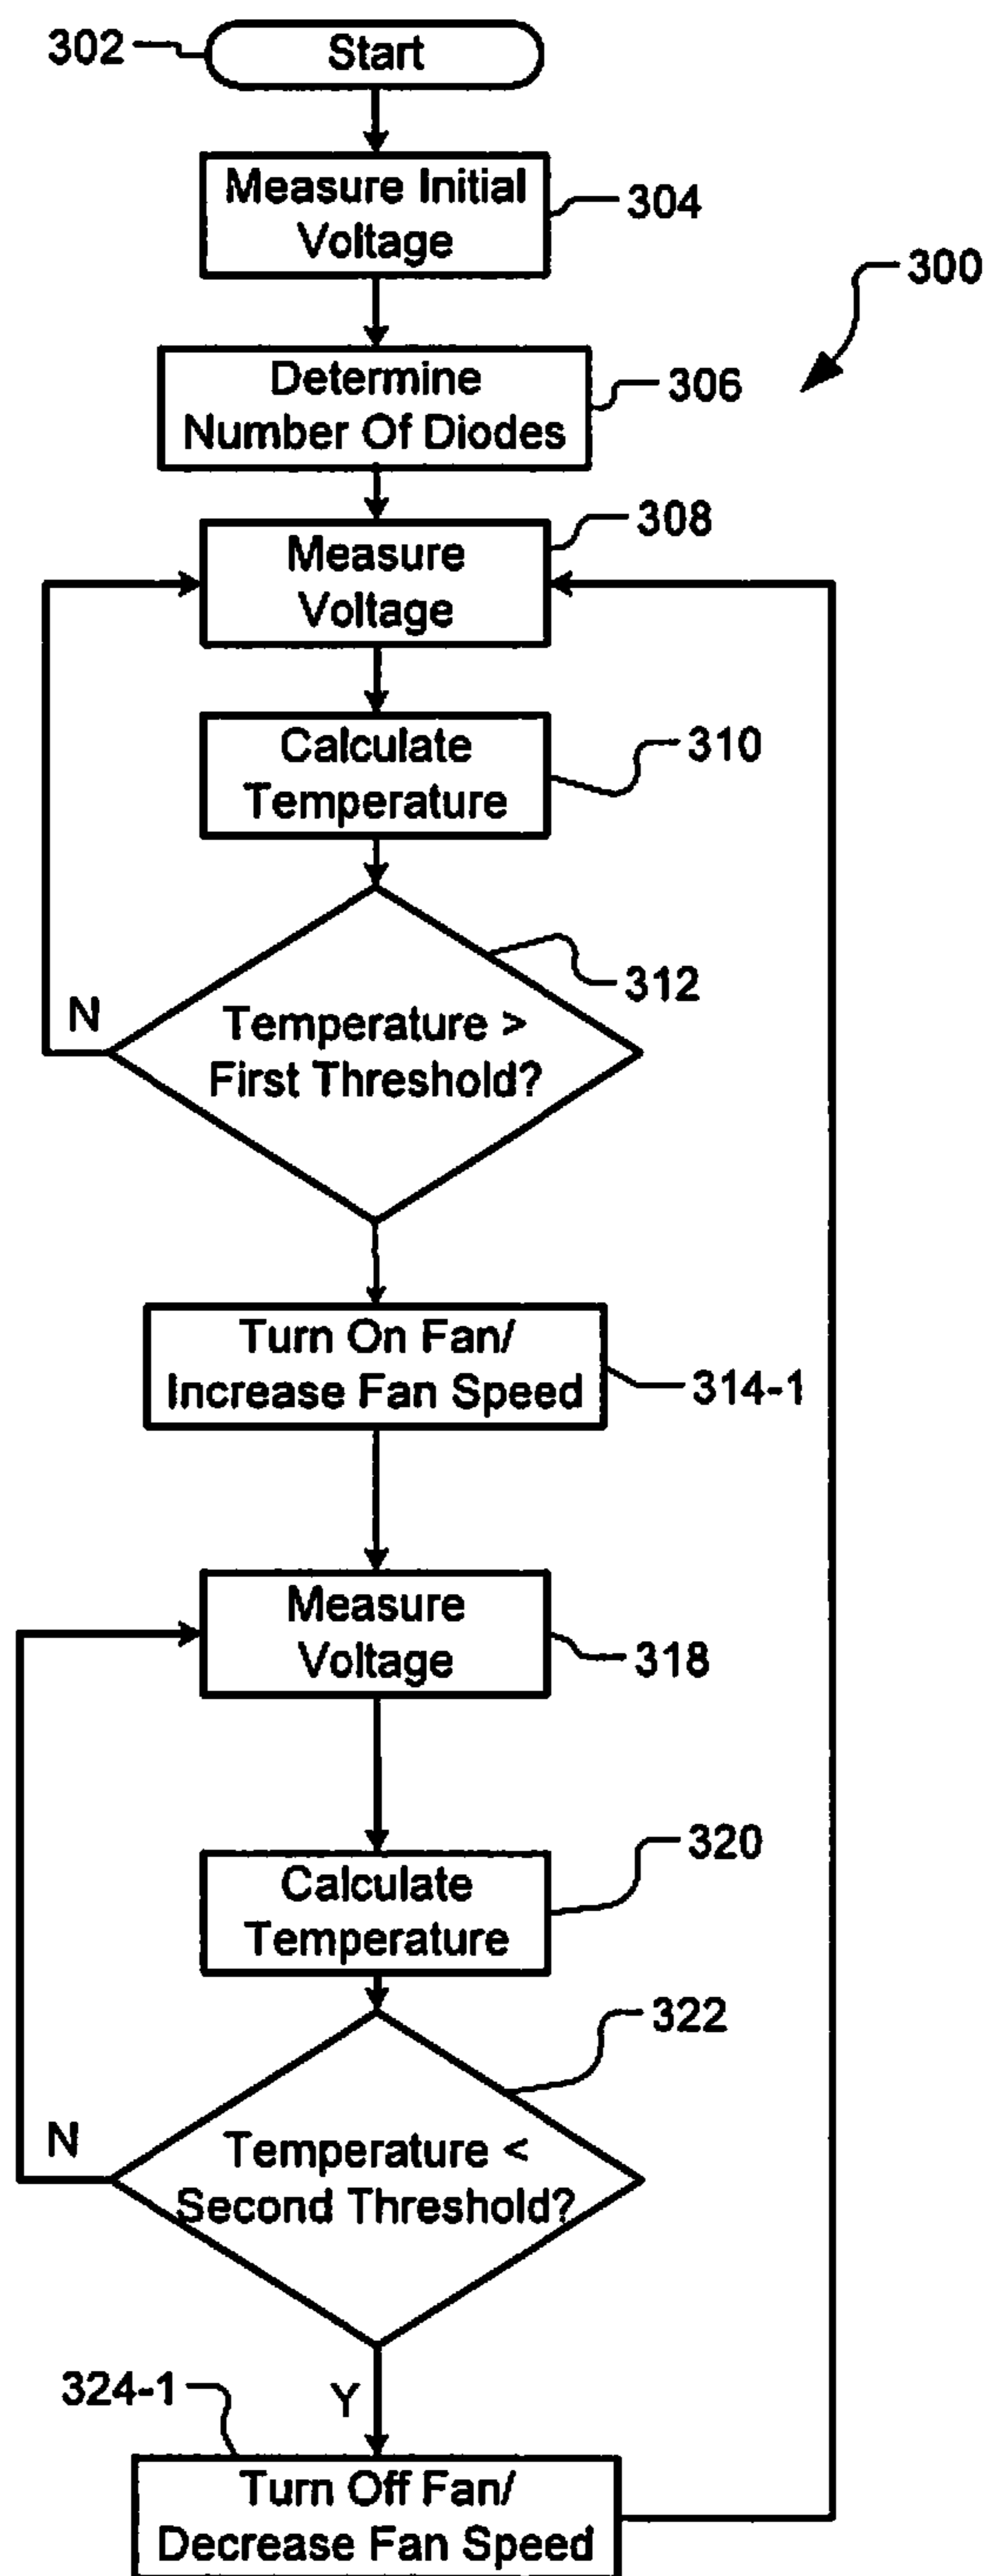 302
Start
Measure Initial
Voltage
304
300
Determine
Number Of Diodes
306
308
Measure
Voltage
Calculate
Temperature
310
312
N
Temperature >
First Threshold?
Turn On Fan/
Increase Fan Speed
314-1
Measure
Voltage
318
320
Calculate
Temperature
322
N
Temperature <
Second Threshold?
324-1
Y
Turn Off Fan/
Decrease Fan Speed